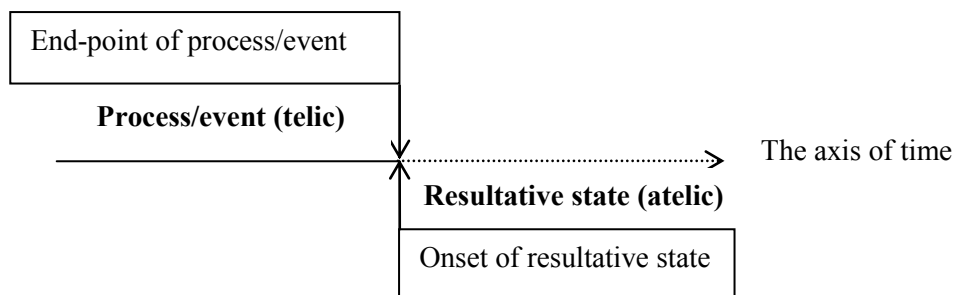 End-point of process/event
Process/event (telic)
The axis of time
Resultative state (atelic)
Onset of resultative state